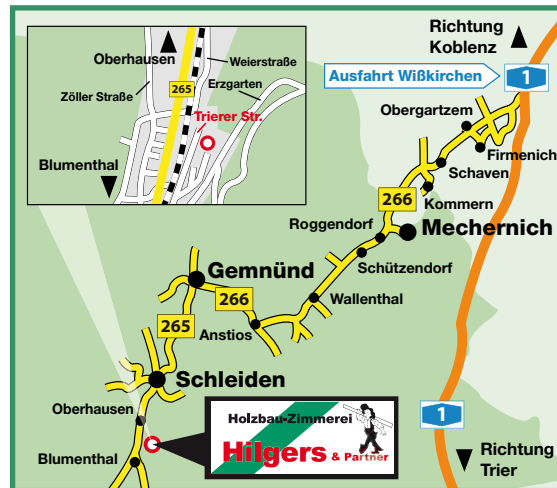 Oberhausen
Weierstraße
Erzgarten
265
Zöller Straße
Trierer Str.
Blumenthal
Richtung
Koblenz
Ausfahrt Wißkirchen
1
Obergartzem
Firmenich
Schaven
Kommern
266
Mechernich
Roggendorf
Schützendorf
Gemnünd
266
Wallenthal
265
Anstios
Schleiden
Oberhausen
Blumenthal
Holzbau-Zimmerei
Hilgers & Partner
1
Richtung
Trier